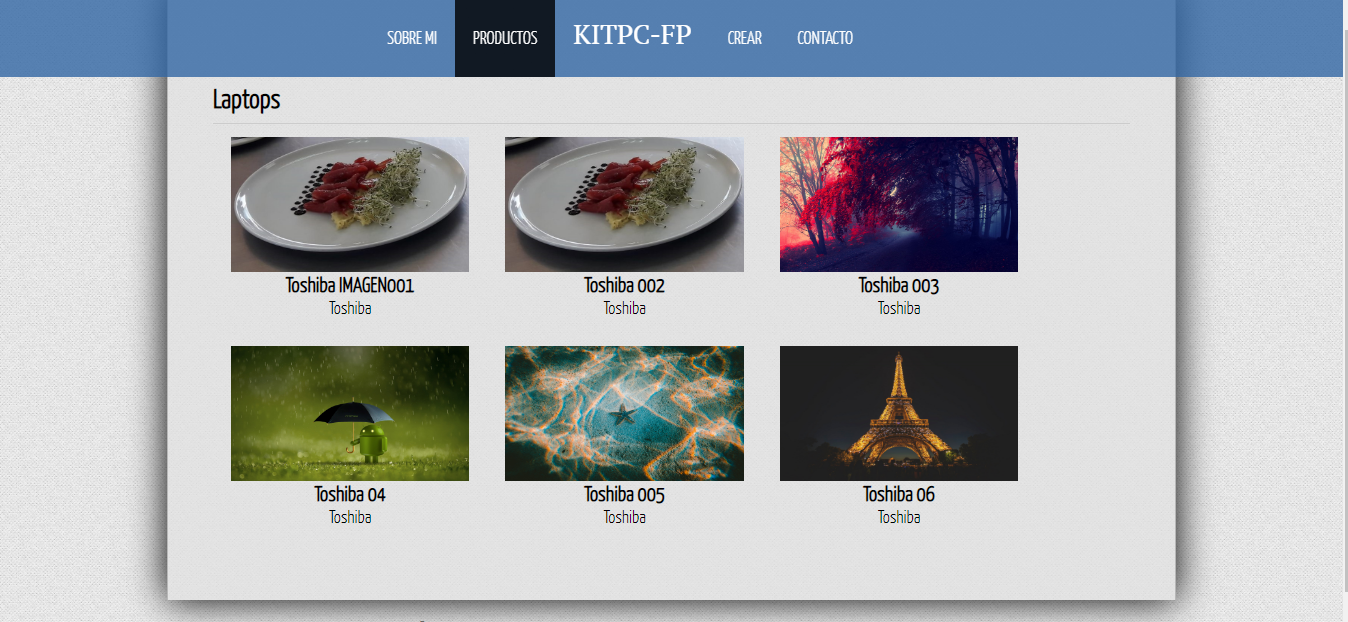 SOBRE MI PRODUCTOS KITPC-FP CREAR CONTACTO
Laptops
Toshiba IMAGEN001 Toshiba 002 Toshiba 003
Toshiba Toshiba Toshiba
Toshiba 04 Toshiba 005 Toshiba 06
Toshiba Toshiba Toshiba